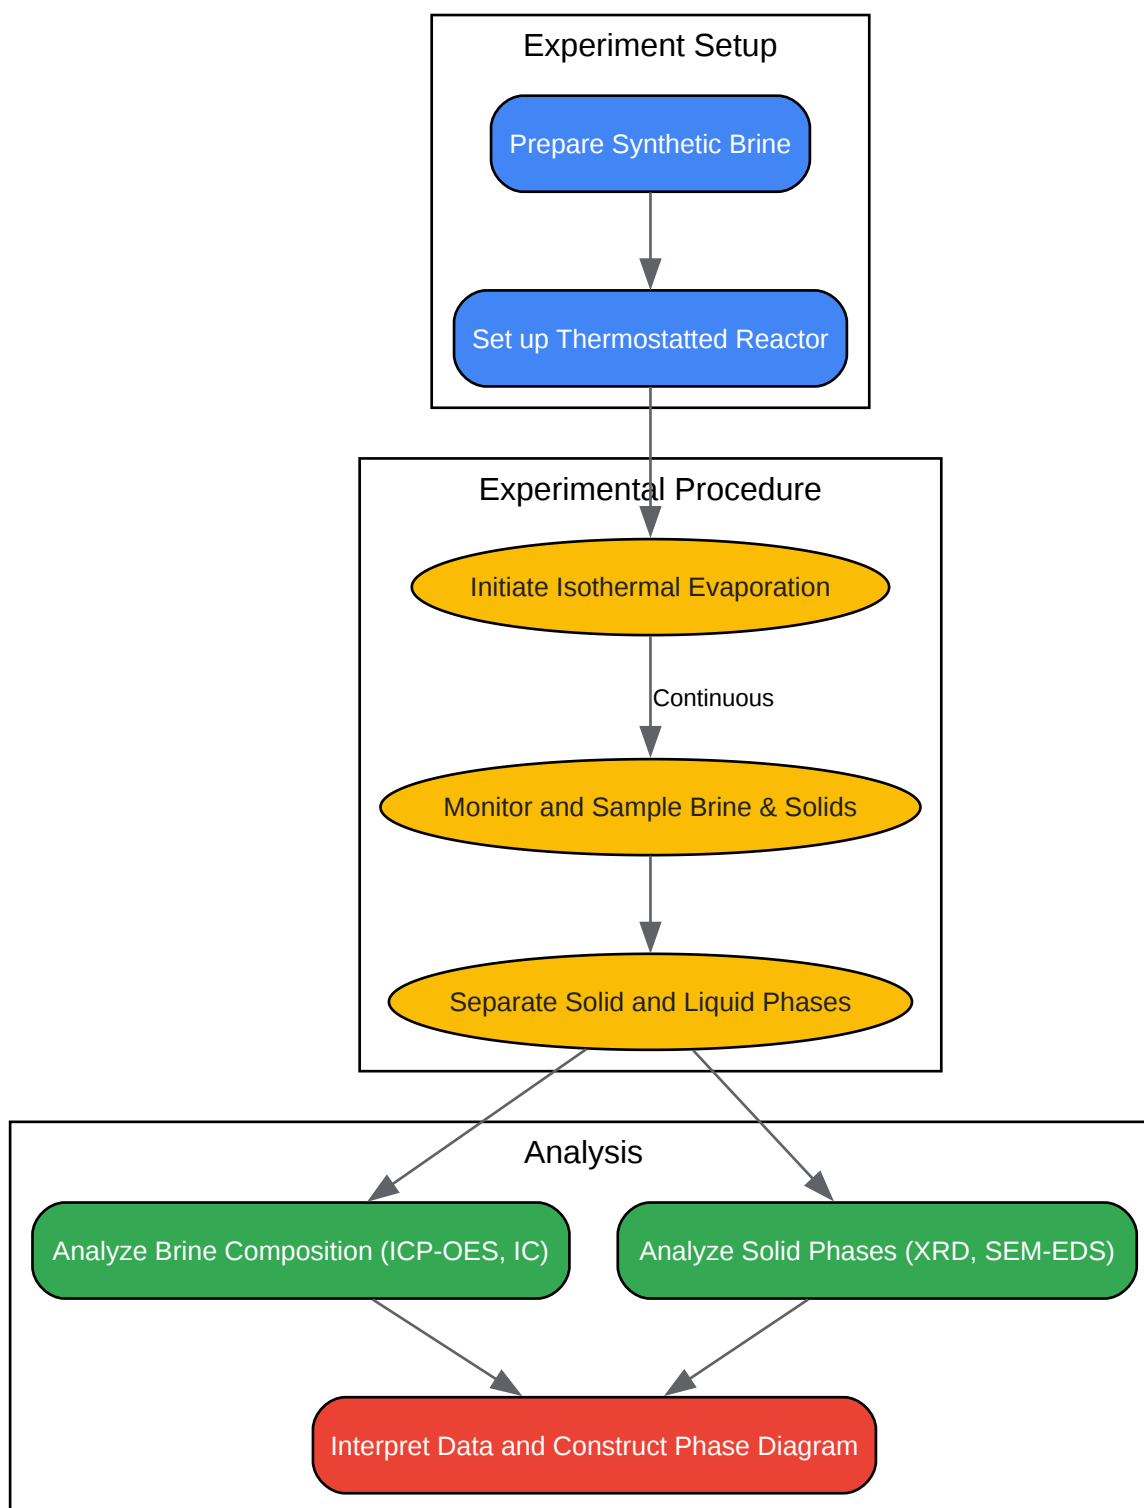 Experiment Setup
Prepare Synthetic Brine
Set up Thermostatted Reactor
Experimental Procedure
Initiate Isothermal Evaporation
Continuous
Monitor and Sample Brine & Solids
Separate Solid and Liquid Phases
Analysis
Analyze Brine Composition (ICP-OES, IC)
Analyze Solid Phases (XRD, SEM-EDS)
Interpret Data and Construct Phase Diagram